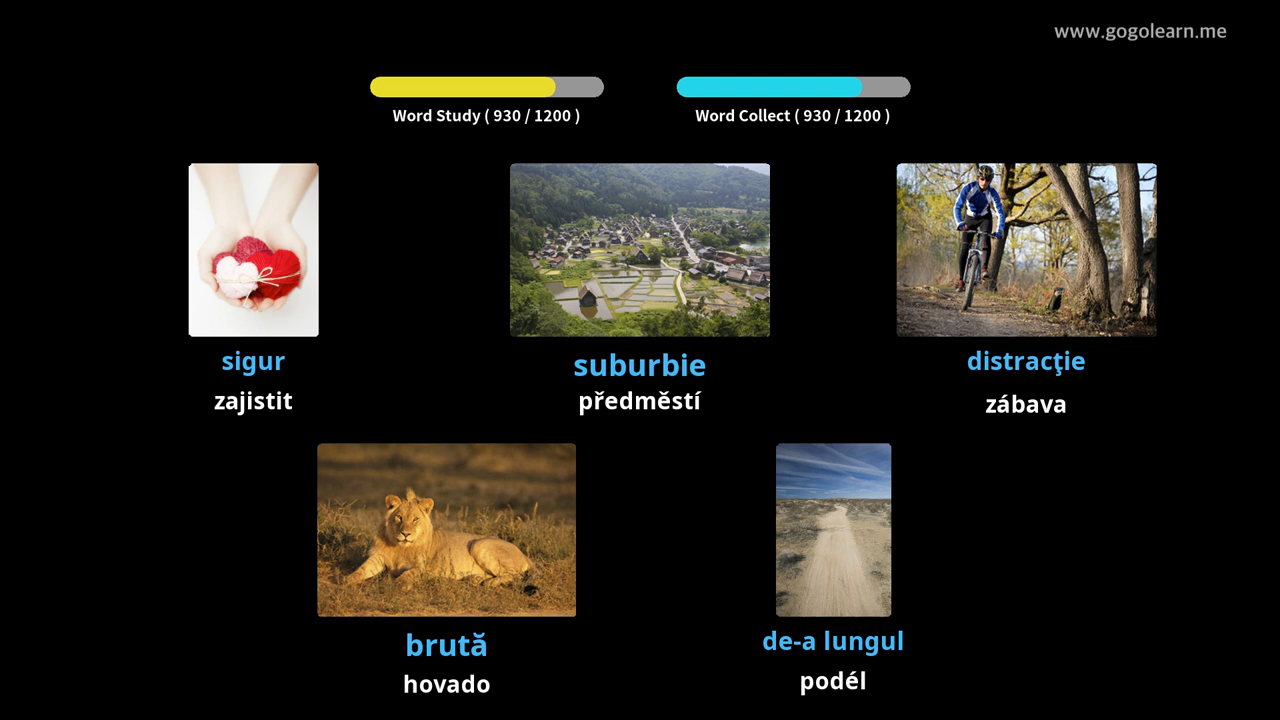 www.gogolearn.me
Word Study ( 930 / 1200 )
Word Collect ( 930 / 1200 )
sigur
zajistit
suburbie
předměstí
distracţie
zábava
brută
hovado
de-a lungul
podél